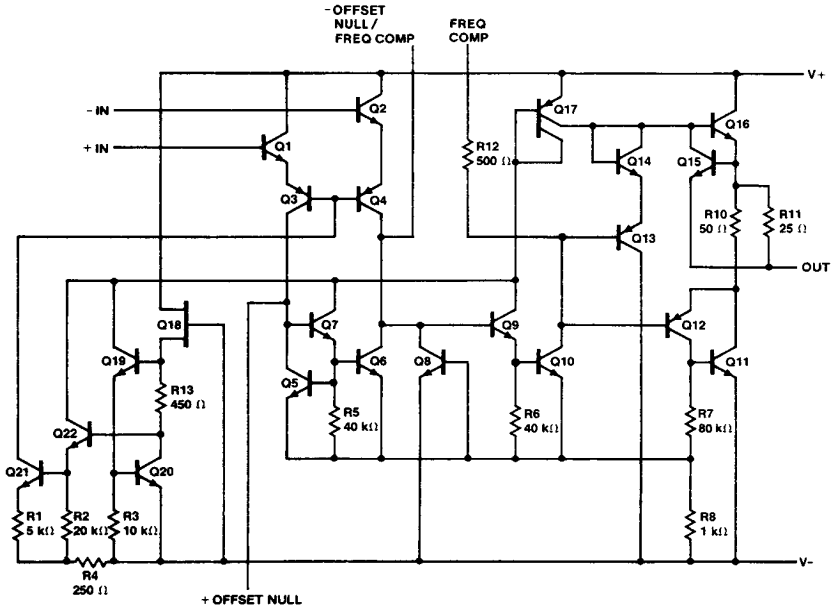 −OFFSET
NULL /
FREQ COMP
FREQ
COMP
V+
− IN
Q2
Q17
Q16
+ IN
Q1
R12
500 Ω
Q14
Q15
Q3
Q4
R10
50 Ω
R11
25 Ω
Q13
OUT
Q18
Q7
Q9
Q12
Q19
Q5
Q6
Q8
Q10
Q11
R13
450 Ω
R5
40 kΩ
R6
40 kΩ
R7
80 kΩ
Q22
Q21
Q20
R1
5 kΩ
R2
20 kΩ
R3
10 kΩ
R8
1 kΩ
V−
R4
250 Ω
+ OFFSET NULL